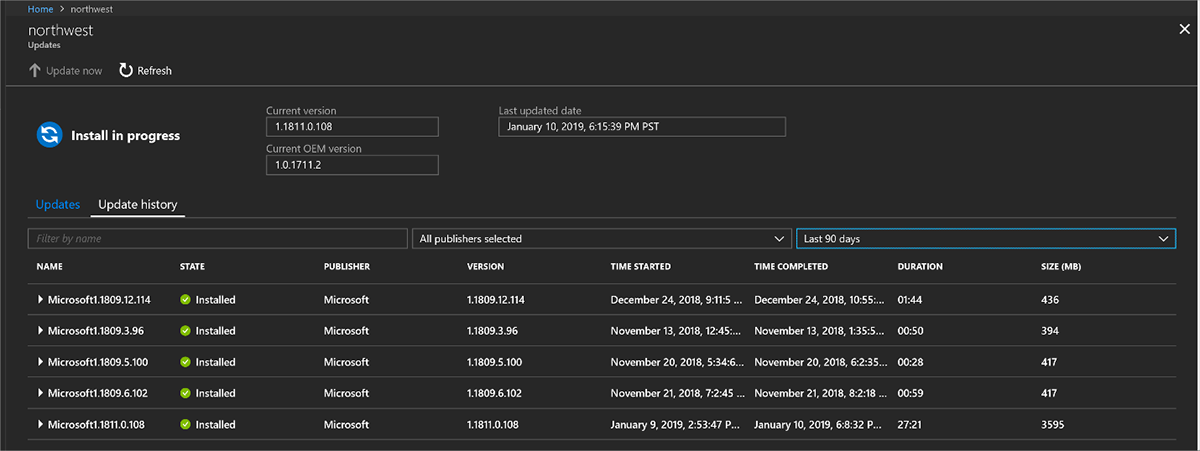 Home > northwest
northwest
Updates
Update now Refresh
Install in progress
Current version
1.1811.0.108
Current OEM version
1.0.1711.2
Last updated date
January 10, 2019, 6:15:39 PM PST
Updates Update history
Filter by name All publishers selected Last 90 days
NAME STATE PUBLISHER VERSION TIME STARTED TIME COMPLETED DURATION SIZE (MB)
Microsoft1.1809.12.114 Installed Microsoft 1.1809.12.114 December 24, 2018, 9:11:5 ... December 24, 2018, 10:55:... 01:44 436
Microsoft1.1809.3.96 Installed Microsoft 1.1809.3.96 November 13, 2018, 12:45:... November 13, 2018, 1:35:5... 00:50 394
Microsoft1.1809.5.100 Installed Microsoft 1.1809.5.100 November 20, 2018, 5:34:6... November 20, 2018, 6:2:35... 00:28 417
Microsoft1.1809.6.102 Installed Microsoft 1.1809.6.102 November 21, 2018, 7:2:45 ... November 21, 2018, 8:2:18 ... 00:59 417
Microsoft1.1811.0.108 Installed Microsoft 1.1811.0.108 January 9, 2019, 2:53:47 P... January 10, 2019, 6:8:32 P... 27:21 3595